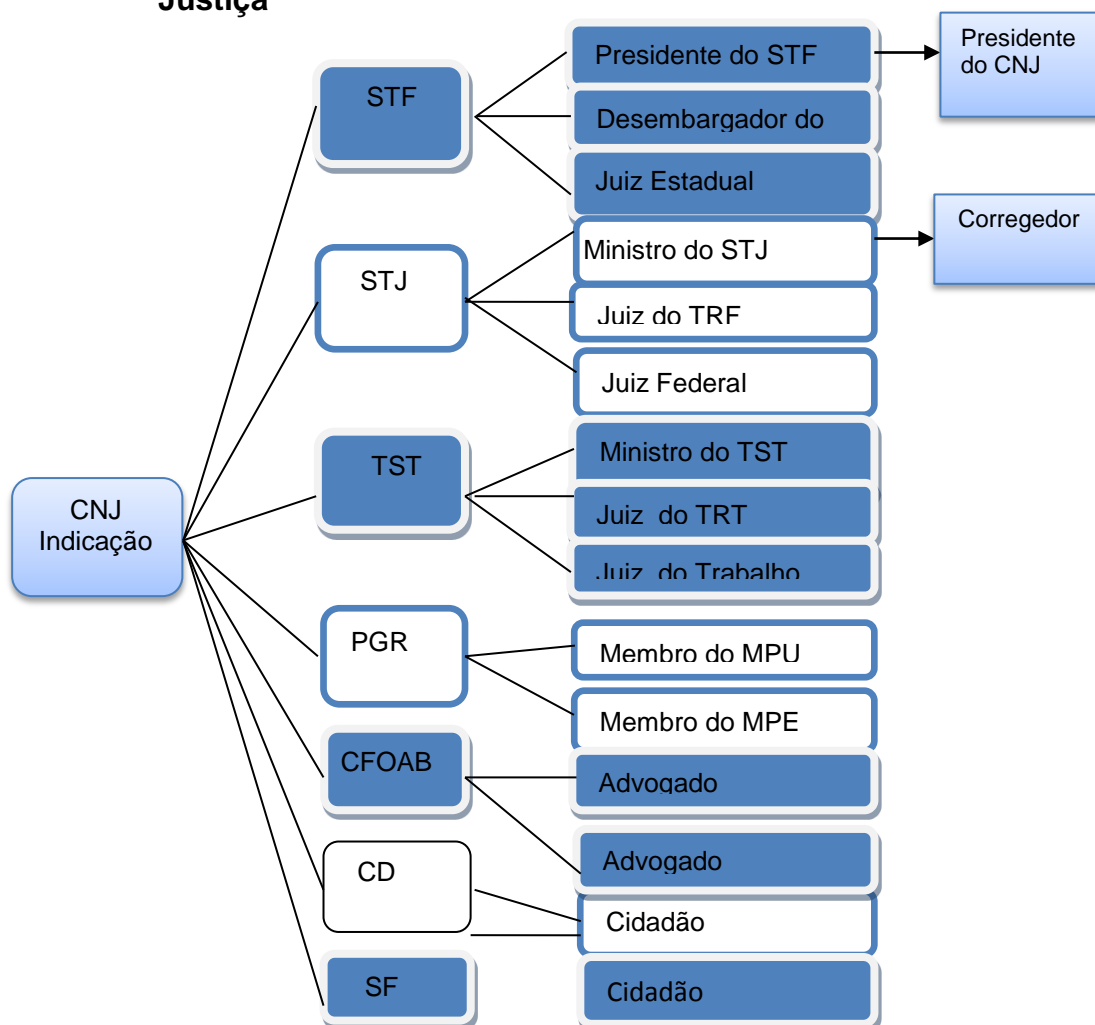 Justiça
STF
Presidente do STF
Presidente
do CNJ
Desembargador do
Juiz Estadual
STJ
Ministro do STJ
Corregedor
Juiz do TRF
Juiz Federal
TST
Ministro do TST
Juiz do TRT
Juiz do Trabalho
CNJ
Indicação
PGR
Membro do MPU
Membro do MPE
CFOAB
Advogado
Advogado
CD
Cidadão
SF
Cidadão